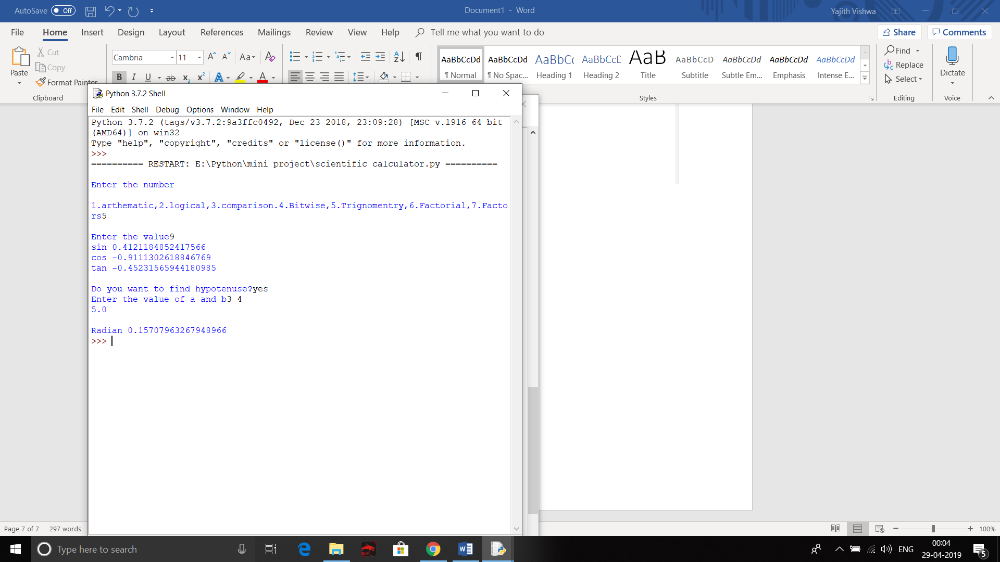 AutoSave Off
Document1 - Word
Yajith Vishwa
File Home Insert Design Layout References Mailings Review View Help Tell me what you want to do
Share Comments
Paste
Cut
Copy
Format Painter
Clipboard
Cambria 11
AaBbCcDd AaBbCcDd AaBbCc AaBbCcD AaB AaBbCcD AaBbCcDd AaBbCcDd AaBbCcDd
¶ Normal ¶ No Spac... Heading 1 Heading 2 Title Subtitle Subtle Em... Emphasis Intense E...
Styles
Find
Replace
Select
Editing
Dictate
Voice
Python 3.7.2 Shell
File Edit Shell Debug Options Window Help
Python 3.7.2 (tags/v3.7.2:9a3ffc0492, Dec 23 2018, 23:09:28) [MSC v.1916 64 bit
(AMD64)] on win32
Type "help", "copyright", "credits" or "license()" for more information.
>>>
========== RESTART: E:\Python\mini project\scientific calculator.py ==========
Enter the number
1.arthematic,2.logical,3.comparison.4.Bitwise,5.Trignomentry,6.Factorial,7.Facto
rs5
Enter the value9
sin 0.4121184852417566
cos -0.9111302618846769
tan -0.45231565944180985
Do you want to find hypotenuse?yes
Enter the value of a and b3 4
5.0
Radian 0.15707963267948966
>>>
Page 7 of 7 297 words
100%
Type here to search
ENG
00:04
29-04-2019
5